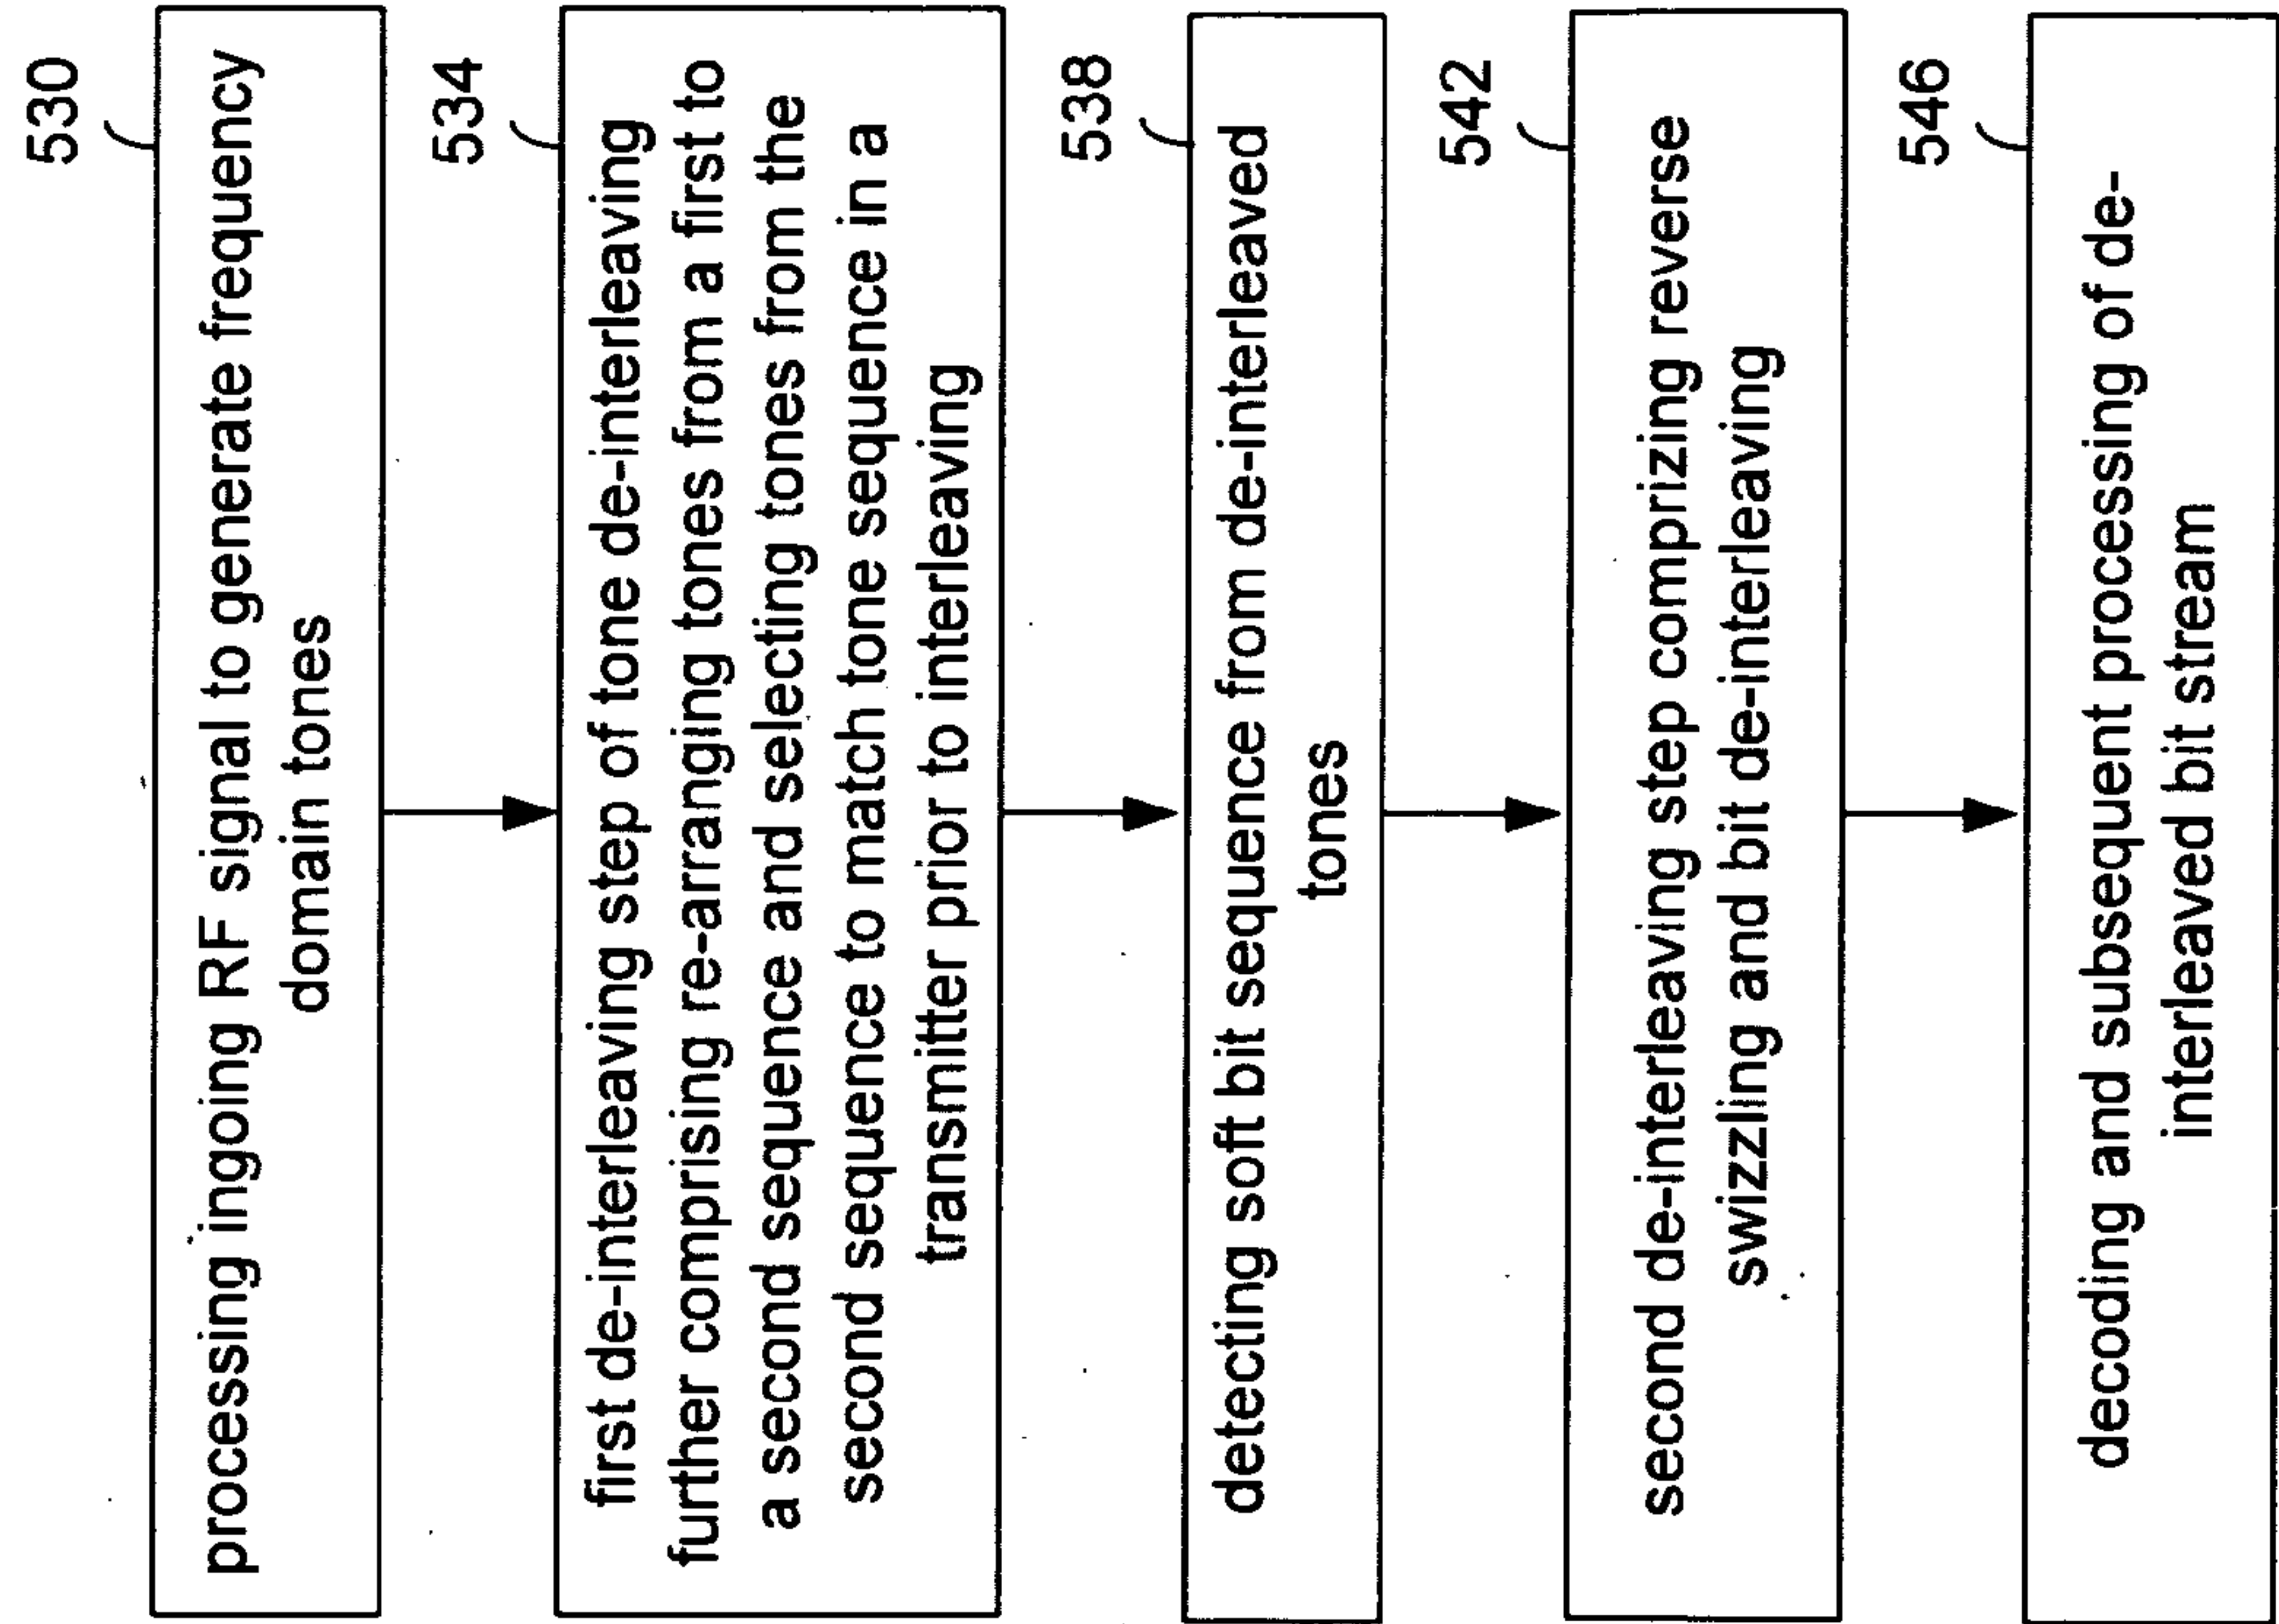 530
processing ingoing RF signal to generate frequency
domain tones
534
first de-interleaving step of tone de-interleaving
further comprising re-arranging tones from a first to
a second sequence and selecting tones from the
second sequence to match tone sequence in a
transmitter prior to interleaving
538
detecting soft bit sequence from de-interleaved
tones
542
second de-interleaving step comprizing reverse
swizzling and bit de-interleaving
546
decoding and subsequent processing of de-
interleaved bit stream